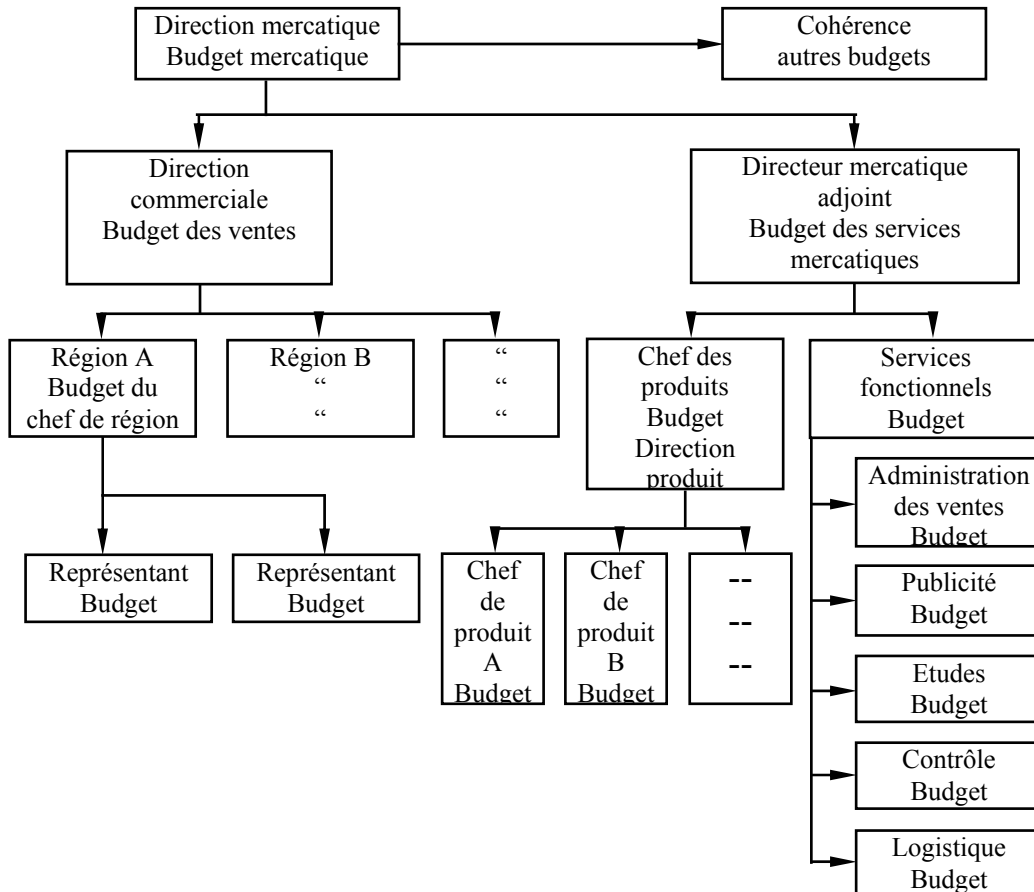 Direction mercatique
Budget mercatique
Cohérence
autres budgets
Direction
commerciale
Budget des ventes
Directeur mercatique
adjoint
Budget des services
mercatiques
Région A
Budget du
chef de région
Région B
“
“
“
“
“
Chef des
produits
Budget
Direction
produit
Services
fonctionnels
Budget
Représentant
Budget
Représentant
Budget
Chef
de
produit
A
Budget
Chef
de
produit
B
Budget
--
--
--
Administration
des ventes
Budget
Publicité
Budget
Etudes
Budget
Contrôle
Budget
Logistique
Budget